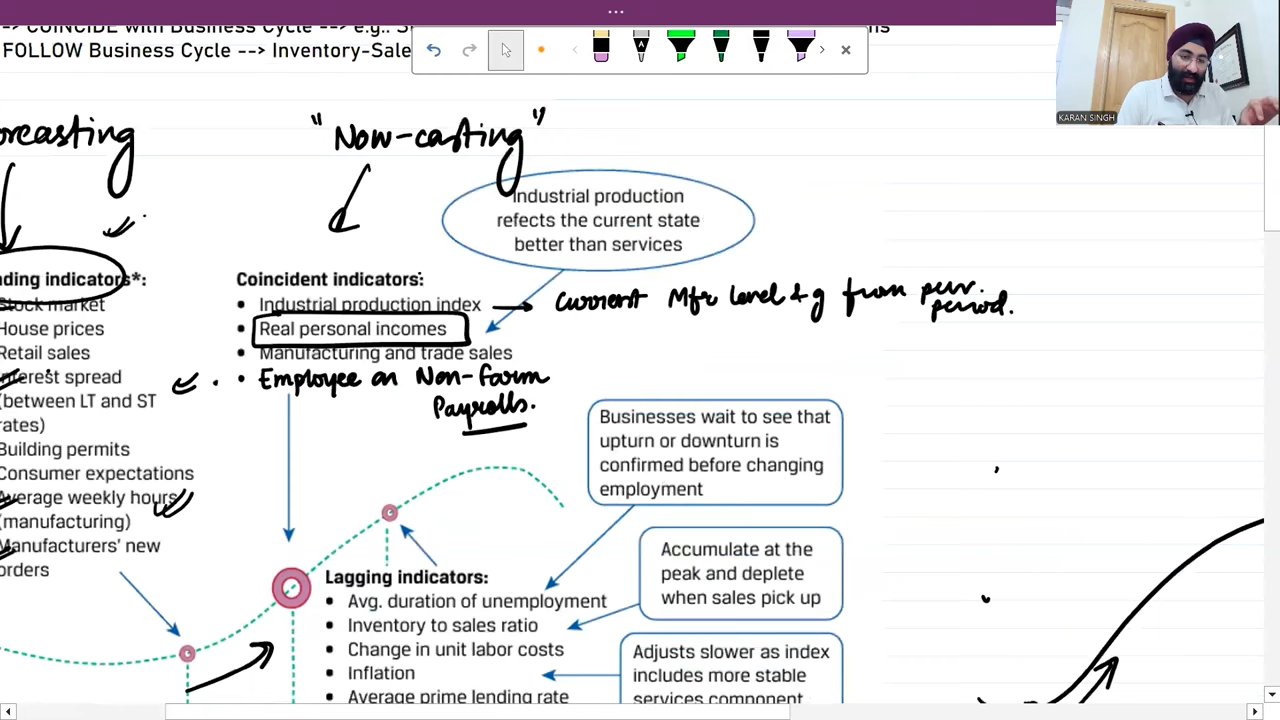 --> COINCIDE with Business Cycle --> e.g.:
FOLLOW Business Cycle --> Inventory-Sale
KARAN SINGH
orecasting
"Now-casting"
Industrial production
refects the current state
better than services
ading indicators*:
Stock market
House prices
Retail sales
nterest spread
(between LT and ST
rates)
Building permits
Consumer expectations
Average weekly hours
(manufacturing)
Manufacturers' new
orders
Coincident indicators:
• Industrial production index → Current Mfr Level & g from prev. period.
• Real personal incomes
• Manufacturing and trade sales
• Employee on Non-farm
Payrolls.
Businesses wait to see that
upturn or downturn is
confirmed before changing
employment
Accumulate at the
peak and deplete
when sales pick up
Lagging indicators:
• Avg. duration of unemployment
• Inventory to sales ratio
• Change in unit labor costs
• Inflation
• Average prime lending rate
Adjusts slower as index
includes more stable
services component